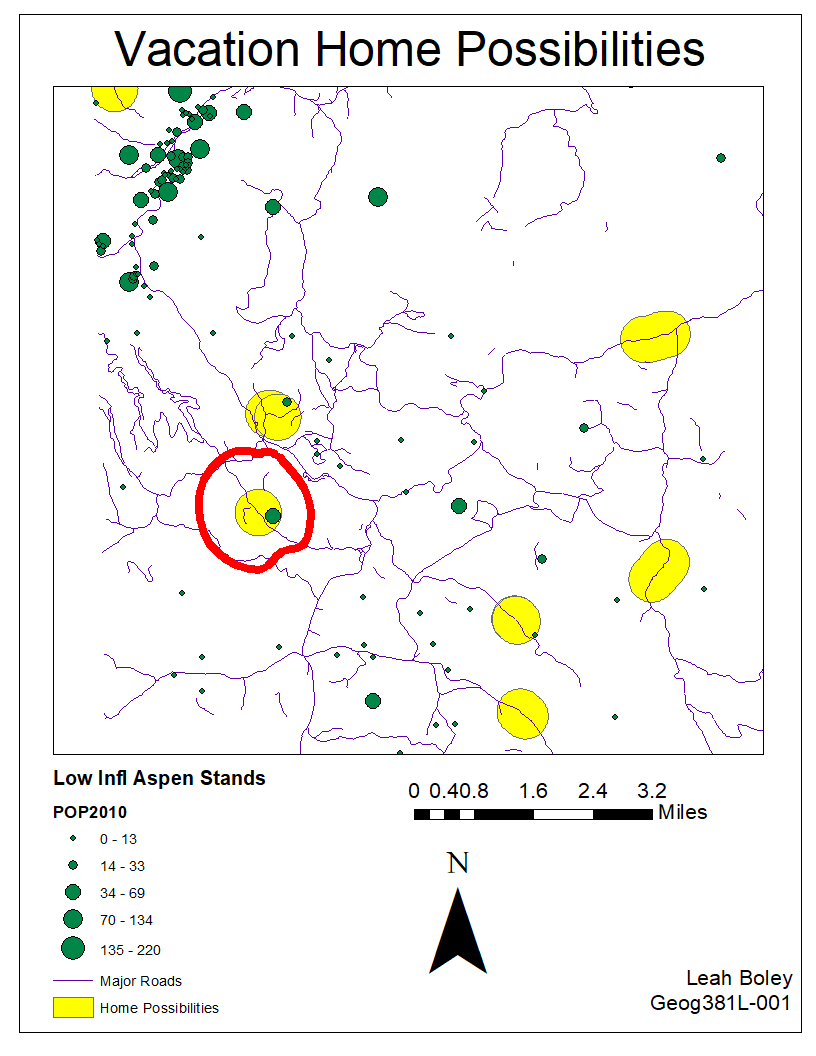 Vacation Home Possibilities
Low Infl Aspen Stands
POP2010
0 - 13
14 - 33
34 - 69
70 - 134
135 - 220
Major Roads
Home Possibilities
0 0.40.8 1.6 2.4 3.2
Miles
N
Leah Boley
Geog381L-001